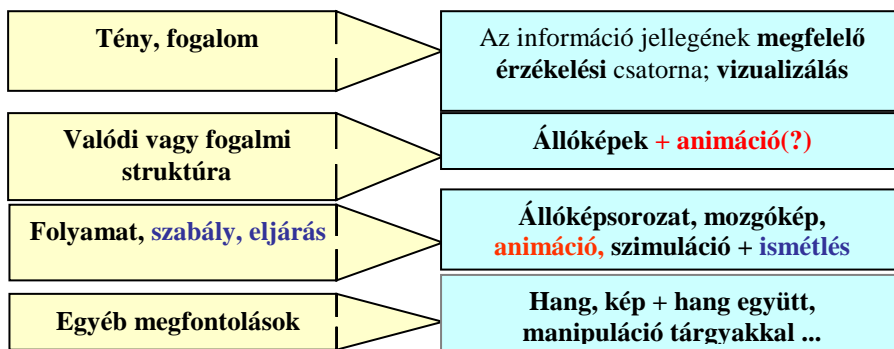 Tény, fogalom
Az információ jellegének megfelelő
érzékelési csatorna; vizualizálás
Valódi vagy fogalmi
struktúra
Állóképek + animáció(?)
Folyamat, szabály, eljárás
Állóképsorozat, mozgókép,
animáció, szimuláció + ismétlés
Egyéb megfontolások
Hang, kép + hang együtt,
manipuláció tárgyakkal ...